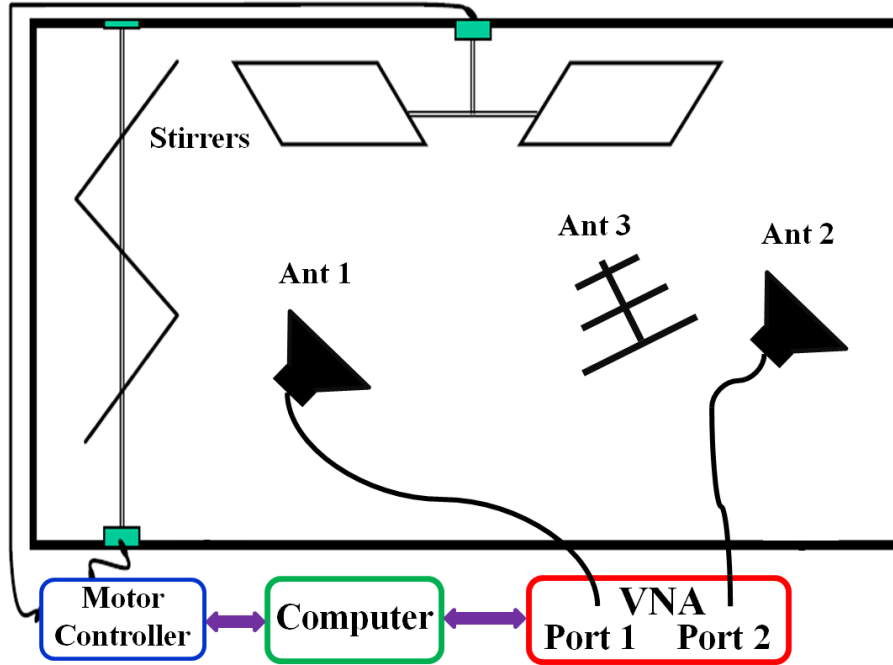 Stirrers
Ant 3
Ant 2
Ant 1
Motor
Controller
Computer
VNA
Port 1
Port 2